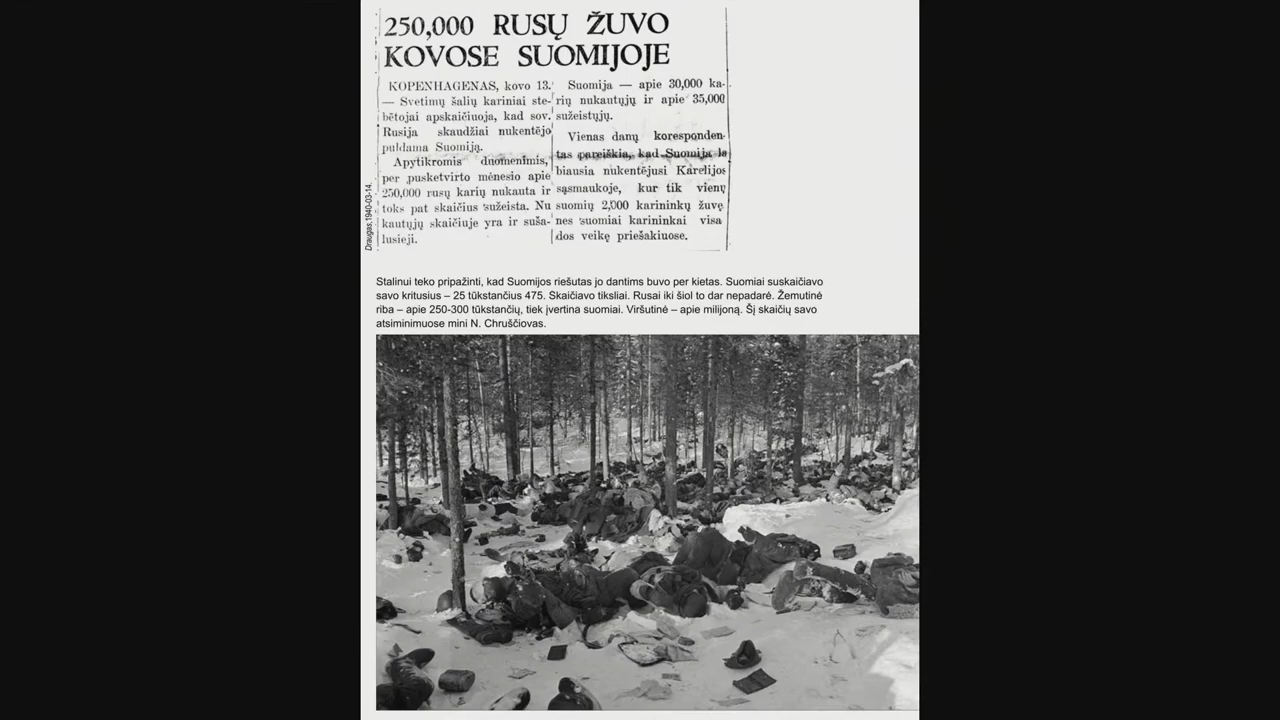 250,000 RUSŲ ŽUVO
KOVOSE SUOMIJOJE
KOPENHAGENAS, kovo 13.
— Svetimų šalių kariniai ste-
bėtojai apskaičiuoja, kad sov.
Rusija skaudžiai nukentėjo
puldama Suomiją.
Apytikromis duomenimis,
per pusketvirto mėnesio apie
250,000 rusų karių nukauta ir
toks pat skaičius sužeista. Nu
kautųjų skaičiuje yra ir suša-
lusieji.
Suomija — apie 30,000 ka-
rių nukautųjų ir apie 35,000
sužeistųjų.
Vienas danų koresponden-
tas pareiškia, kad Suomija la
biausia nukentėjusi Karelijos
sąsmaukoje, kur tik vienų
suomių 2,000 karininkų žuvę
nes suomiai karininkai visa
dos veikę priešakiuose.
Draugas,1940-03-14.
Stalinui teko pripažinti, kad Suomijos riešutas jo dantims buvo per kietas. Suomiai suskaičiavo
savo kritusius – 25 tūkstančius 475. Skaičiavo tiksliai. Rusai iki šiol to dar nepadarė. Žemutinė
riba – apie 250-300 tūkstančių, tiek įvertina suomiai. Viršutinė – apie milijoną. Šį skaičių savo
atsiminimuose mini N. Chruščiovas.